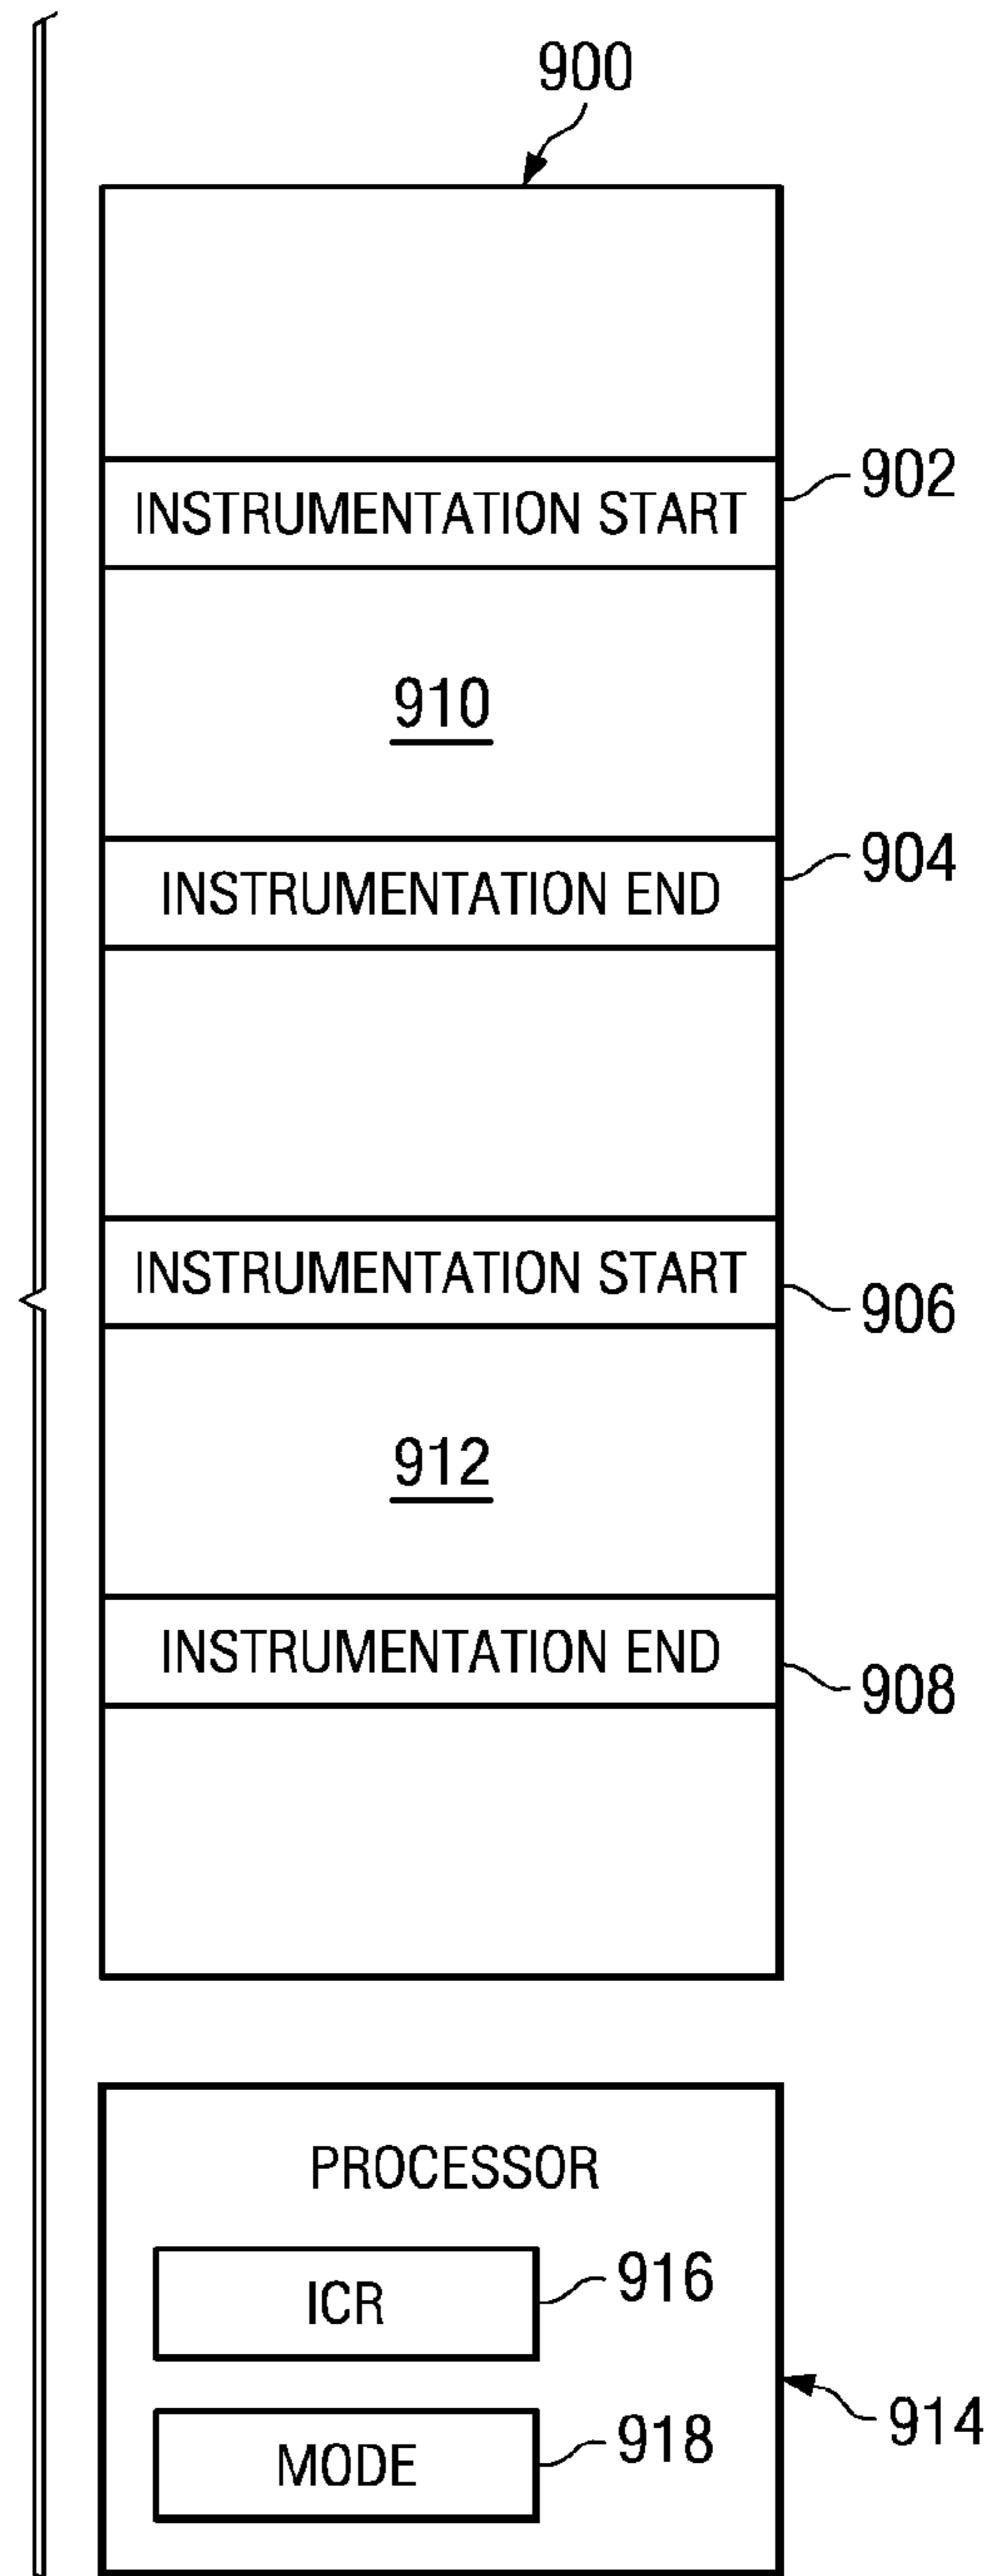 900
902
INSTRUMENTATION START
910
904
INSTRUMENTATION END
INSTRUMENTATION START
906
912
INSTRUMENTATION END
908
PROCESSOR
ICR
916
MODE
918
914